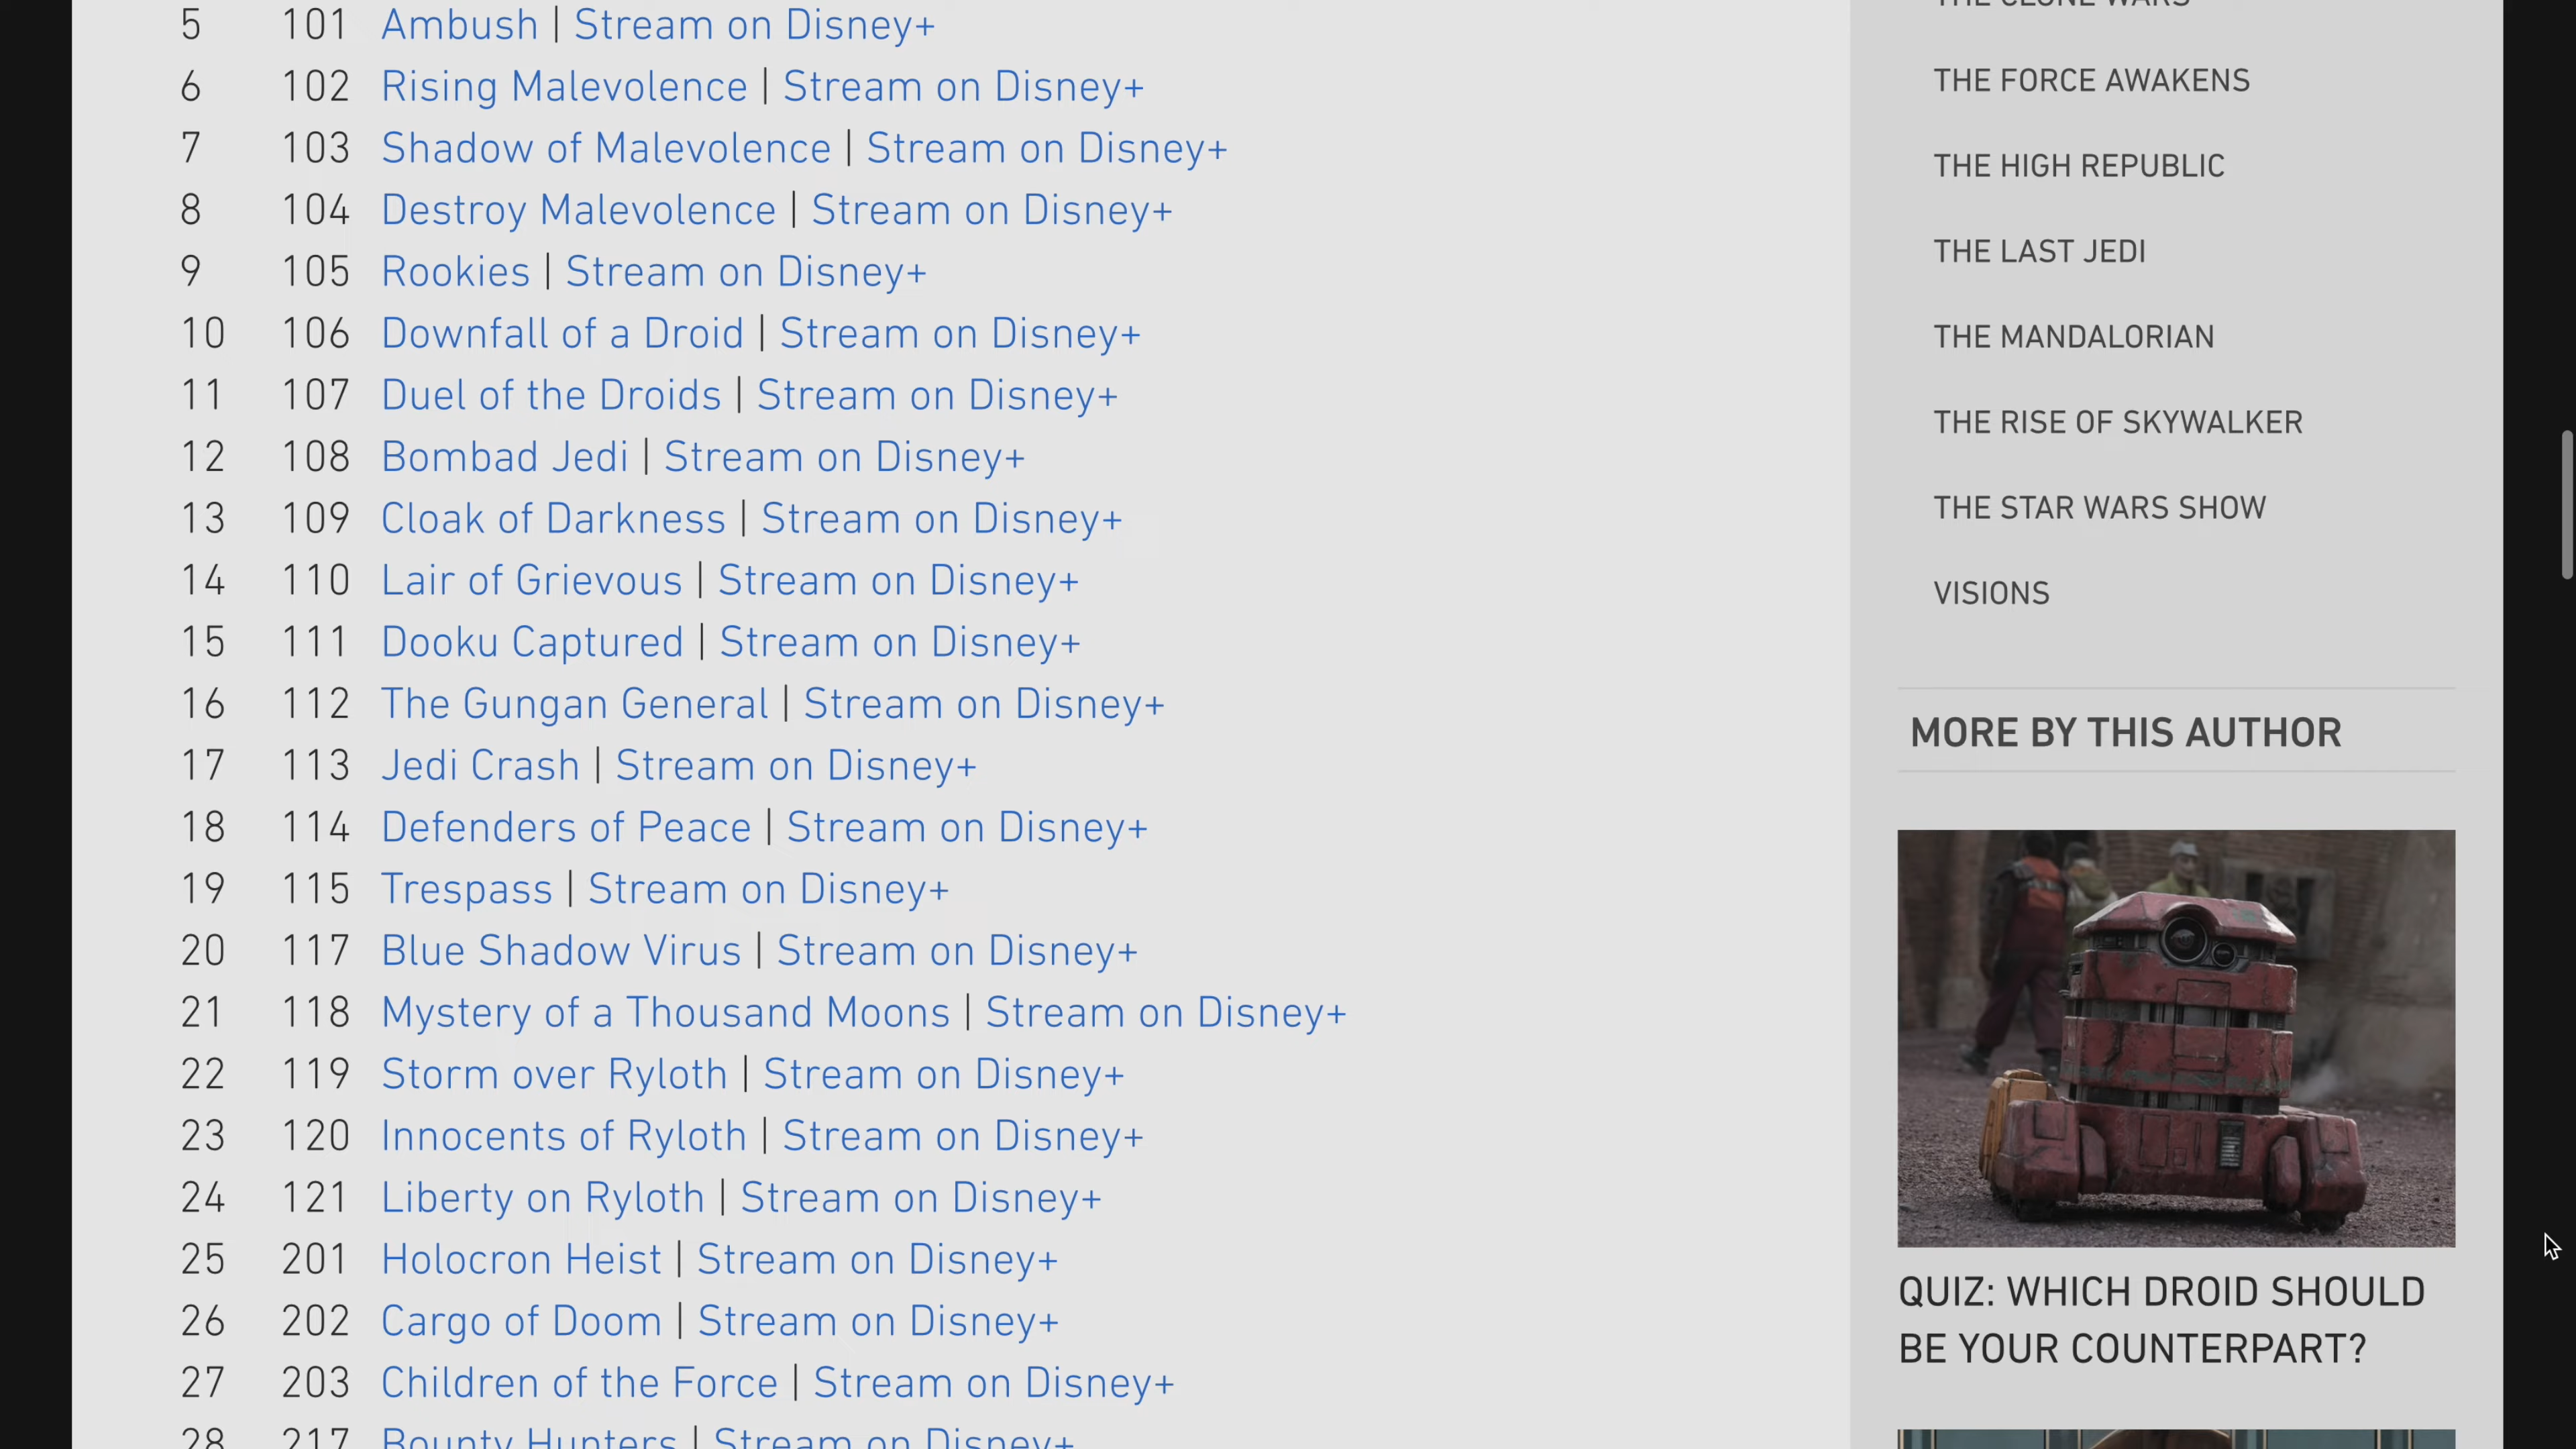 5 101 Ambush | Stream on Disney+
6 102 Rising Malevolence | Stream on Disney+
7 103 Shadow of Malevolence | Stream on Disney+
8 104 Destroy Malevolence | Stream on Disney+
9 105 Rookies | Stream on Disney+
10 106 Downfall of a Droid | Stream on Disney+
11 107 Duel of the Droids | Stream on Disney+
12 108 Bombad Jedi | Stream on Disney+
13 109 Cloak of Darkness | Stream on Disney+
14 110 Lair of Grievous | Stream on Disney+
15 111 Dooku Captured | Stream on Disney+
16 112 The Gungan General | Stream on Disney+
17 113 Jedi Crash | Stream on Disney+
18 114 Defenders of Peace | Stream on Disney+
19 115 Trespass | Stream on Disney+
20 117 Blue Shadow Virus | Stream on Disney+
21 118 Mystery of a Thousand Moons | Stream on Disney+
22 119 Storm over Ryloth | Stream on Disney+
23 120 Innocents of Ryloth | Stream on Disney+
24 121 Liberty on Ryloth | Stream on Disney+
25 201 Holocron Heist | Stream on Disney+
26 202 Cargo of Doom | Stream on Disney+
27 203 Children of the Force | Stream on Disney+
28 217 Bounty Hunters | Stream on Disney+
THE CLONE WARS
THE FORCE AWAKENS
THE HIGH REPUBLIC
THE LAST JEDI
THE MANDALORIAN
THE RISE OF SKYWALKER
THE STAR WARS SHOW
VISIONS
MORE BY THIS AUTHOR
QUIZ: WHICH DROID SHOULD
BE YOUR COUNTERPART?